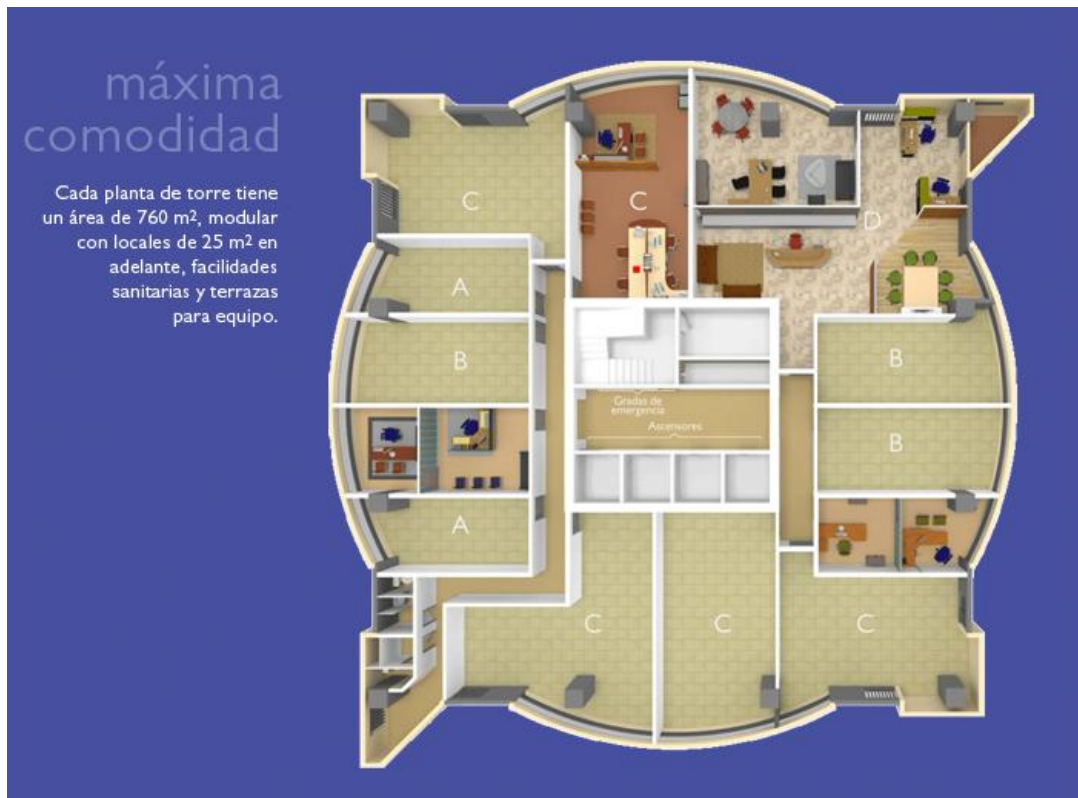 máxima
comodidad
Cada planta de torre tiene
un área de 760 m², modular
con locales de 25 m² en
adelante, facilidades
sanitarias y terrazas
para equipo.
C
C
D
A
B
B
Gradas de
emergencia
Ascensores
B
A
C
C
C